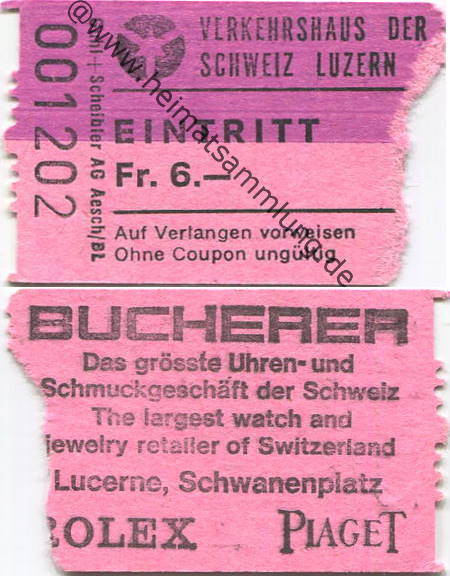 VERKEHRSHAUS DER
SCHWEIZ LUZERN
EINTRITT
Fr. 6.—
Auf Verlangen vorweisen
Ohne Coupon ungültig
001202
+ Scheibler AG Aesch/BL
@www.heimatsammlung.de
BUCHERER
Das grösste Uhren- und
Schmuckgeschäft der Schweiz
The largest watch and
jewelry retailer of Switzerland
Lucerne, Schwanenplatz
ROLEX PIAGET